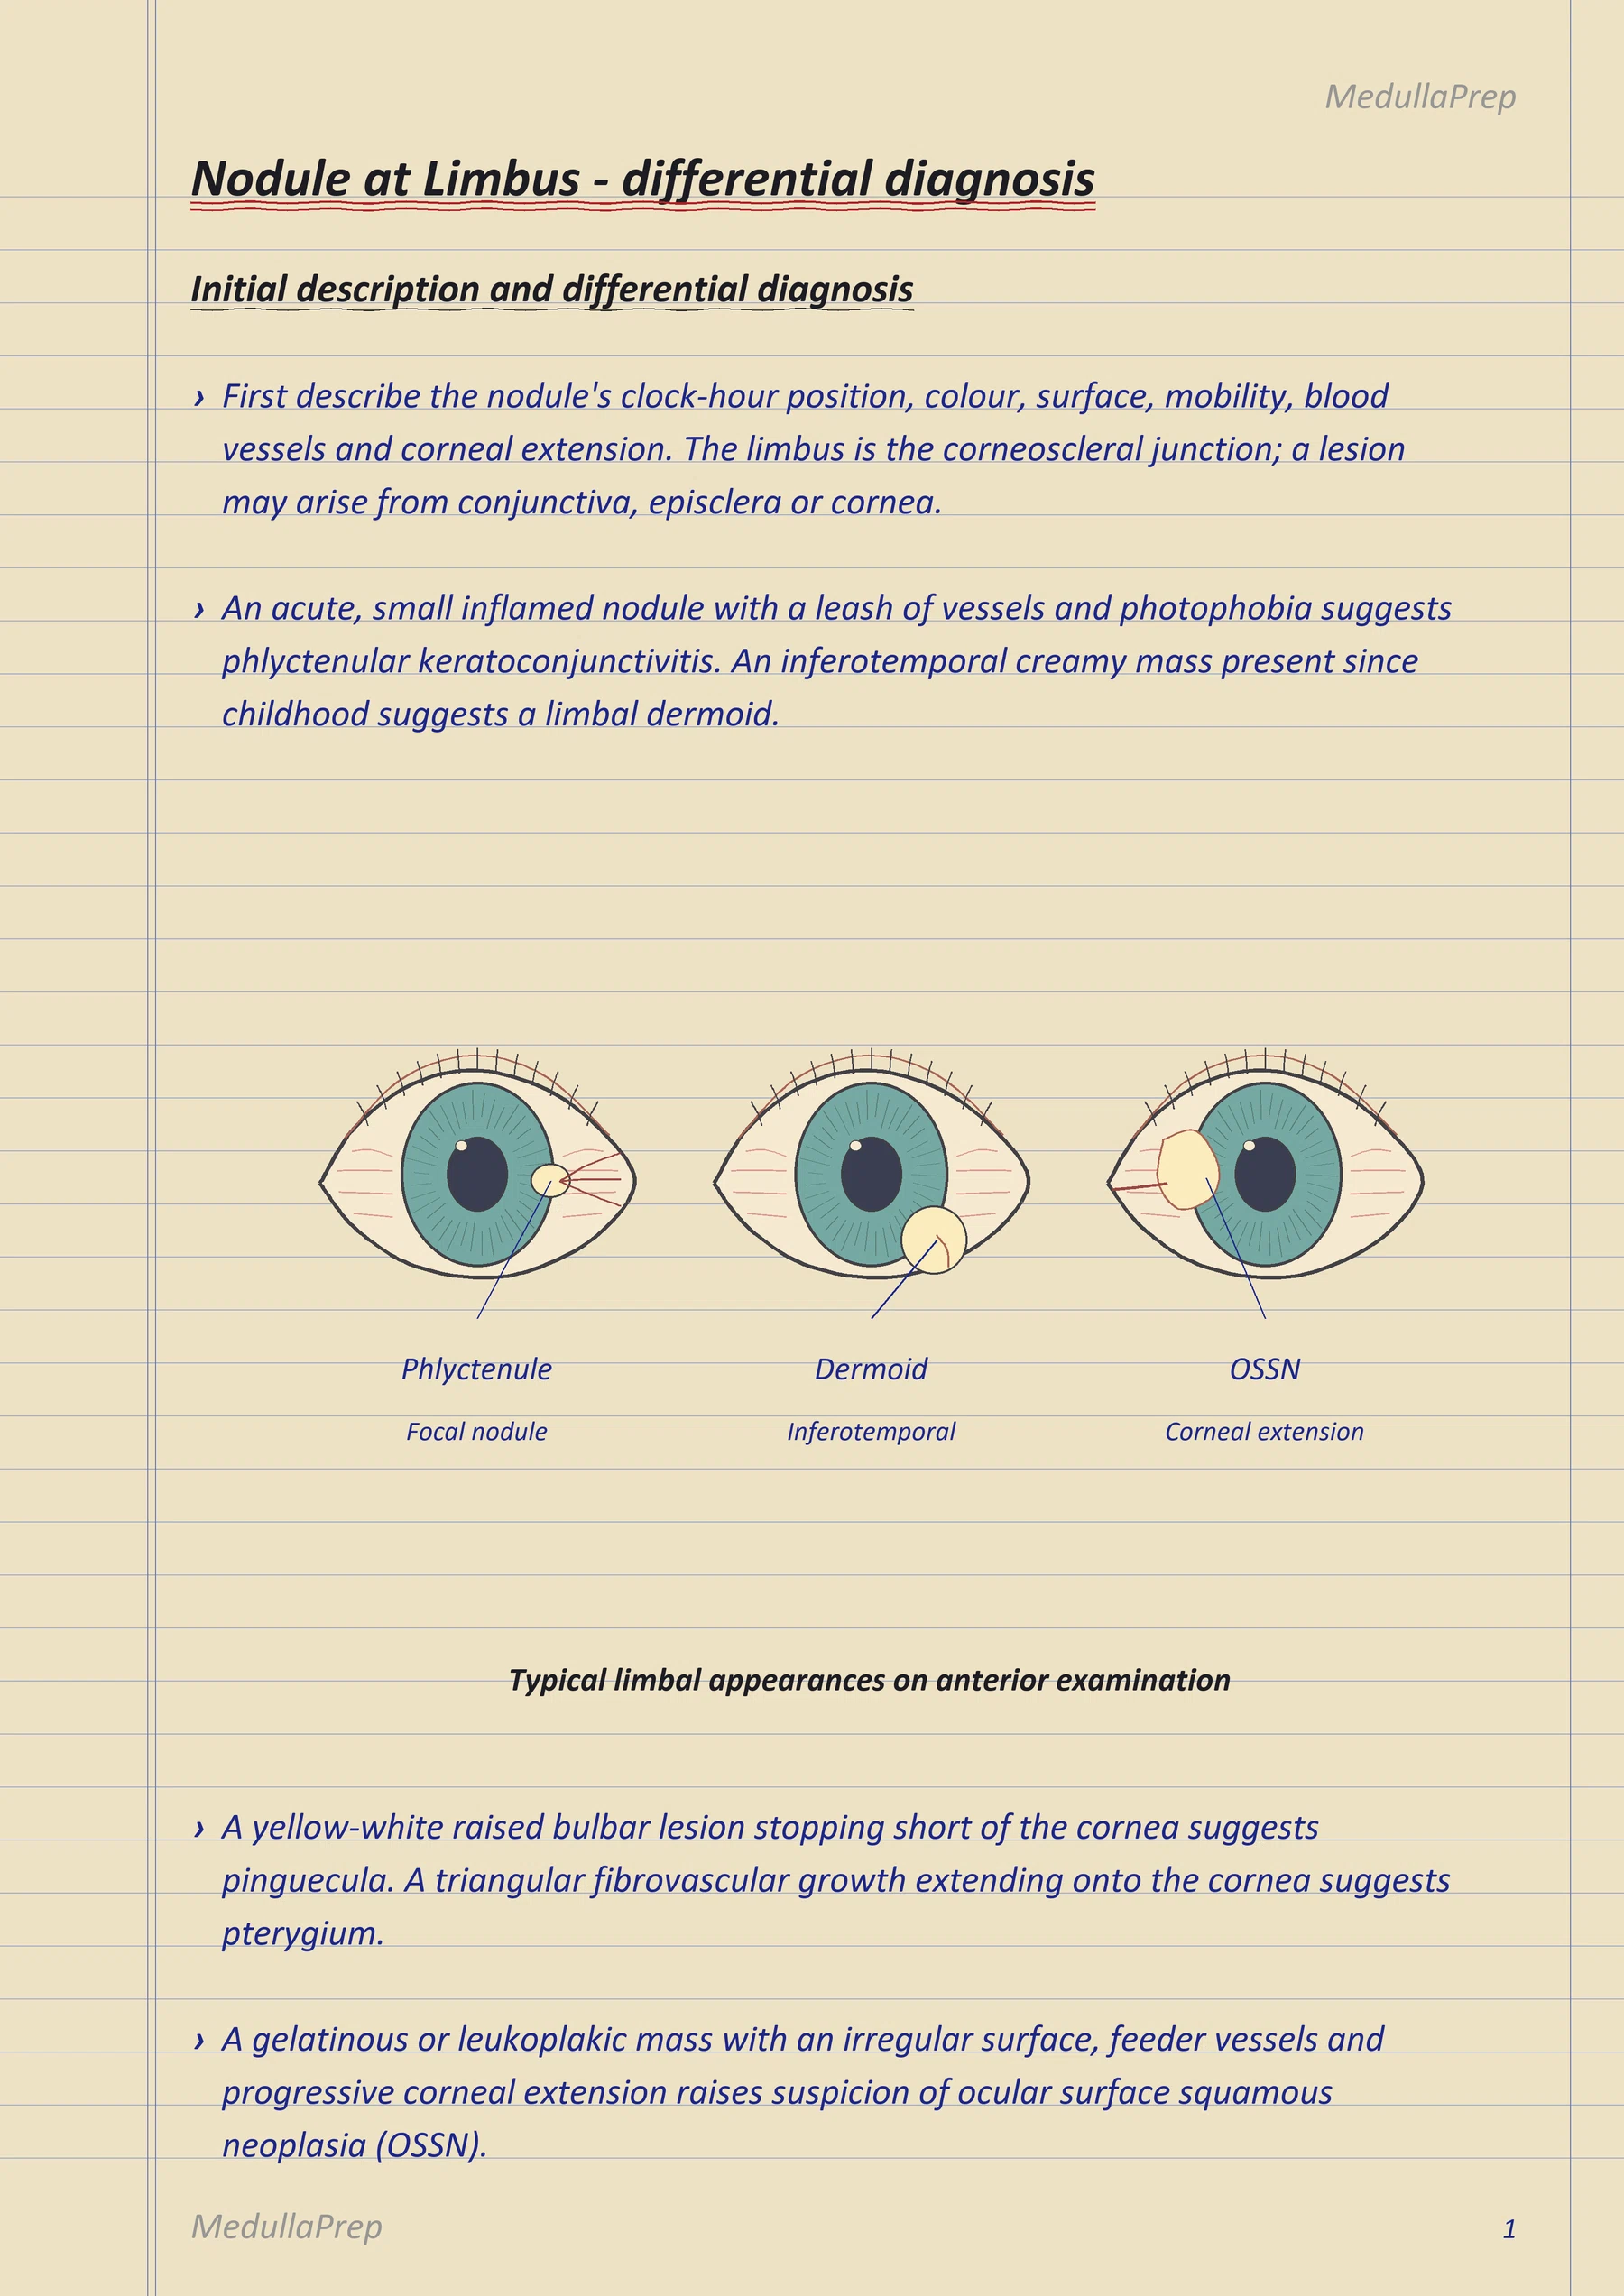 MedullaPrep
Nodule at Limbus - differential diagnosis
Initial description and differential diagnosis
› First describe the nodule's clock-hour position, colour, surface, mobility, blood
vessels and corneal extension. The limbus is the corneoscleral junction; a lesion
may arise from conjunctiva, episclera or cornea.
› An acute, small inflamed nodule with a leash of vessels and photophobia suggests
phlyctenular keratoconjunctivitis. An inferotemporal creamy mass present since
childhood suggests a limbal dermoid.
Phlyctenule
Focal nodule
Dermoid
Inferotemporal
OSSN
Corneal extension
Typical limbal appearances on anterior examination
› A yellow-white raised bulbar lesion stopping short of the cornea suggests
pinguecula. A triangular fibrovascular growth extending onto the cornea suggests
pterygium.
› A gelatinous or leukoplakic mass with an irregular surface, feeder vessels and
progressive corneal extension raises suspicion of ocular surface squamous
neoplasia (OSSN).
MedullaPrep
1